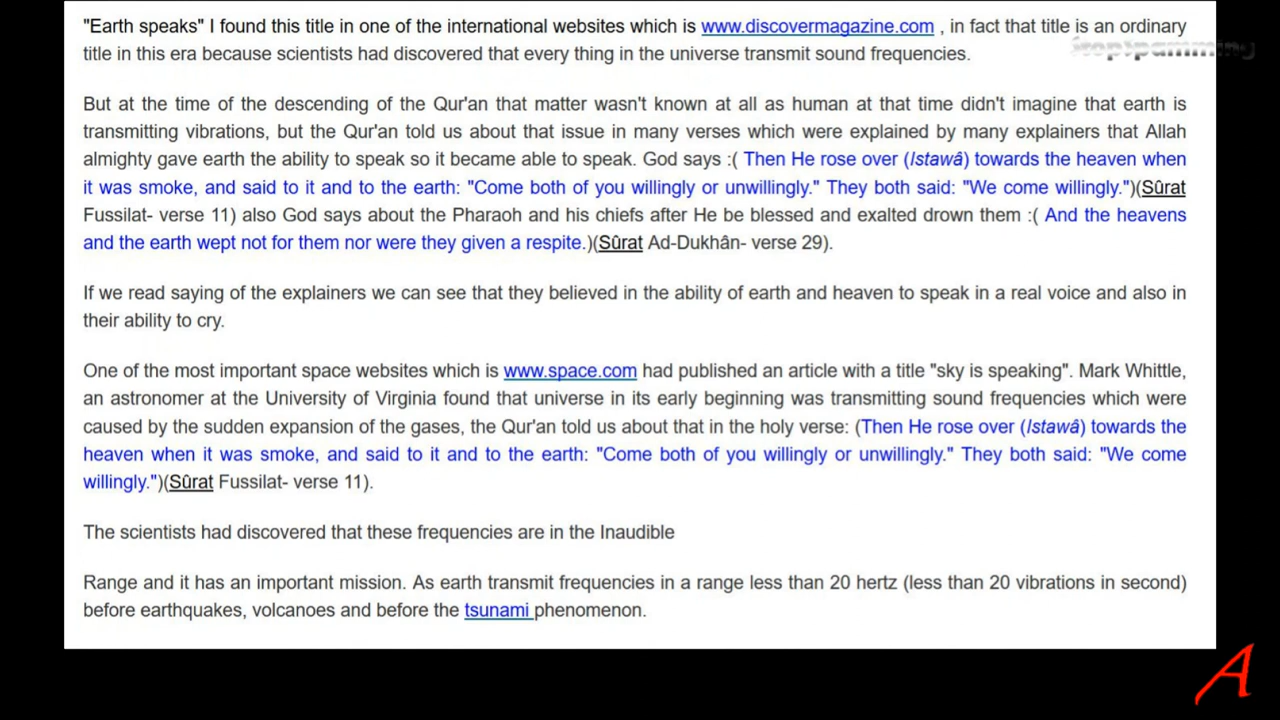 "Earth speaks" I found this title in one of the international websites which is www.discovermagazine.com , in fact that title is an ordinary
title in this era because scientists had discovered that every thing in the universe transmit sound frequencies.
But at the time of the descending of the Qur'an that matter wasn't known at all as human at that time didn't imagine that earth is
transmitting vibrations, but the Qur'an told us about that issue in many verses which were explained by many explainers that Allah
almighty gave earth the ability to speak so it became able to speak. God says :( Then He rose over (Istawâ) towards the heaven when
it was smoke, and said to it and to the earth: "Come both of you willingly or unwillingly." They both said: "We come willingly.")(Sûrat
Fussilat- verse 11) also God says about the Pharaoh and his chiefs after He be blessed and exalted drown them :( And the heavens
and the earth wept not for them nor were they given a respite.)(Sûrat Ad-Dukhân- verse 29).
If we read saying of the explainers we can see that they believed in the ability of earth and heaven to speak in a real voice and also in
their ability to cry.
One of the most important space websites which is www.space.com had published an article with a title "sky is speaking". Mark Whittle,
an astronomer at the University of Virginia found that universe in its early beginning was transmitting sound frequencies which were
caused by the sudden expansion of the gases, the Qur'an told us about that in the holy verse: (Then He rose over (Istawâ) towards the
heaven when it was smoke, and said to it and to the earth: "Come both of you willingly or unwillingly." They both said: "We come
willingly.")(Sûrat Fussilat- verse 11).
The scientists had discovered that these frequencies are in the Inaudible
Range and it has an important mission. As earth transmit frequencies in a range less than 20 hertz (less than 20 vibrations in second)
before earthquakes, volcanoes and before the tsunami phenomenon.
A